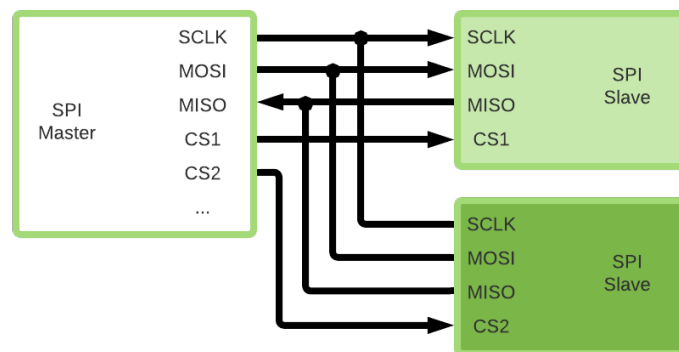 SPI
Master
SCLK
MOSI
MISO
CS1
CS2
...
SCLK
MOSI
MISO
CS1
SPI
Slave
SCLK
MOSI
MISO
CS2
SPI
Slave